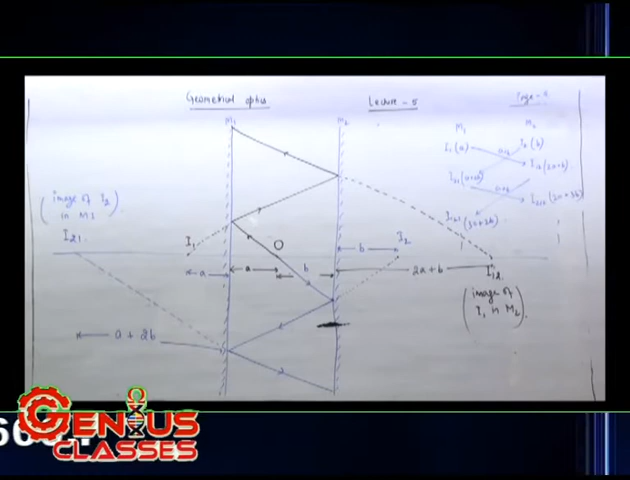 Geometrical optics
Lecture - 5
Page - 4
M1
M2
M1
M2
I1 (a)
I2 (b)
I12 (2a+b)
I21 (a+2b)
I212 (2a+3b)
I121 (3a+2b)
(image of I2
in M1)
I21
I1
O
b
I2
a
a
b
2a+b
I12
(image of
I1 in M2)
a + 2b
GENIUS
CLASSES